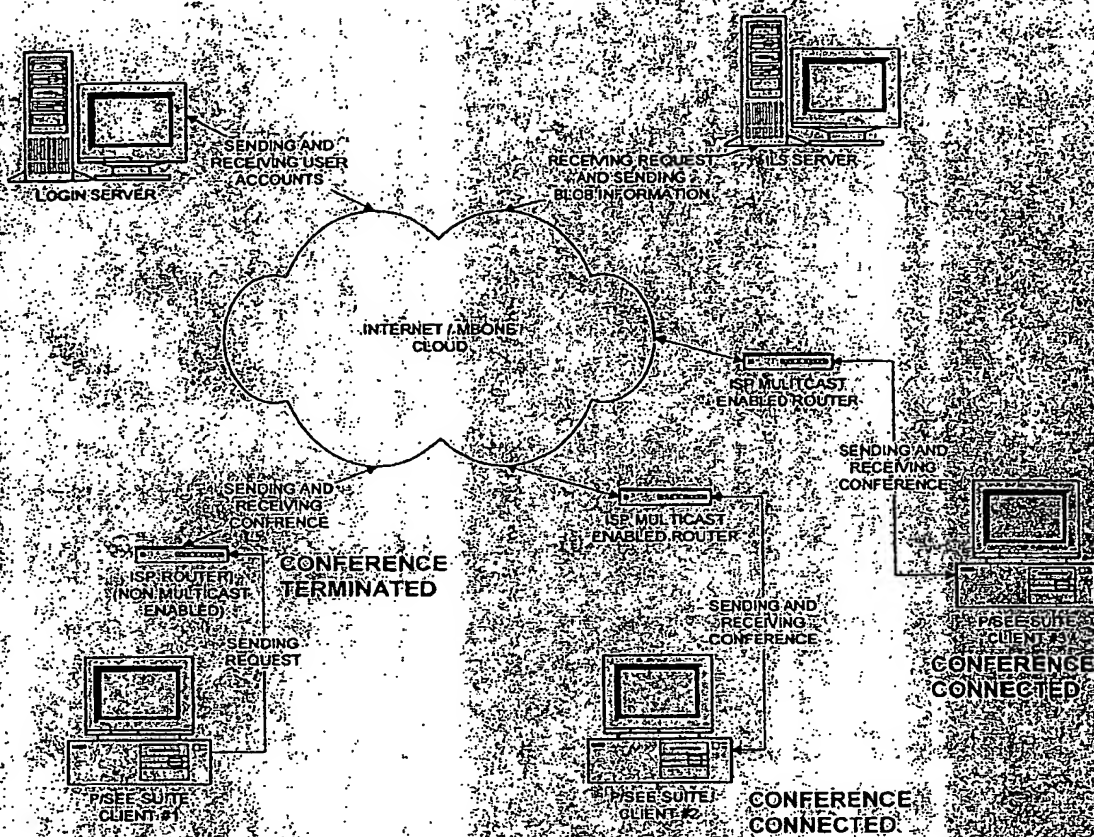 SENDING AND
RECEIVING USER
ACCOUNTS
LOGIN SERVER
RECEIVING REQUEST
AND SENDING
BLOB INFORMATION
SERVER
INTERNET / MBONE /
CLOUD
ISP MULITCAST
ENABLED ROUTER
SENDING AND
RECEIVING
CONFERENCE
SENDING AND
RECEIVING
CONFRENCE
ISP MULTICAST
ENABLED ROUTER
CONFERENCE
TERMINATED
ISP ROUTER
(NON MULTICAST
ENABLED)
SENDING
REQUEST
SENDING AND
RECEIVING
CONFERENCE
P/SEE SUITE
CLIENT #3
CONFERENCE
CONNECTED
P/SEE SUITE
CLIENT #1
P/SEE SUITE
CLIENT #2
CONFERENCE
CONNECTED